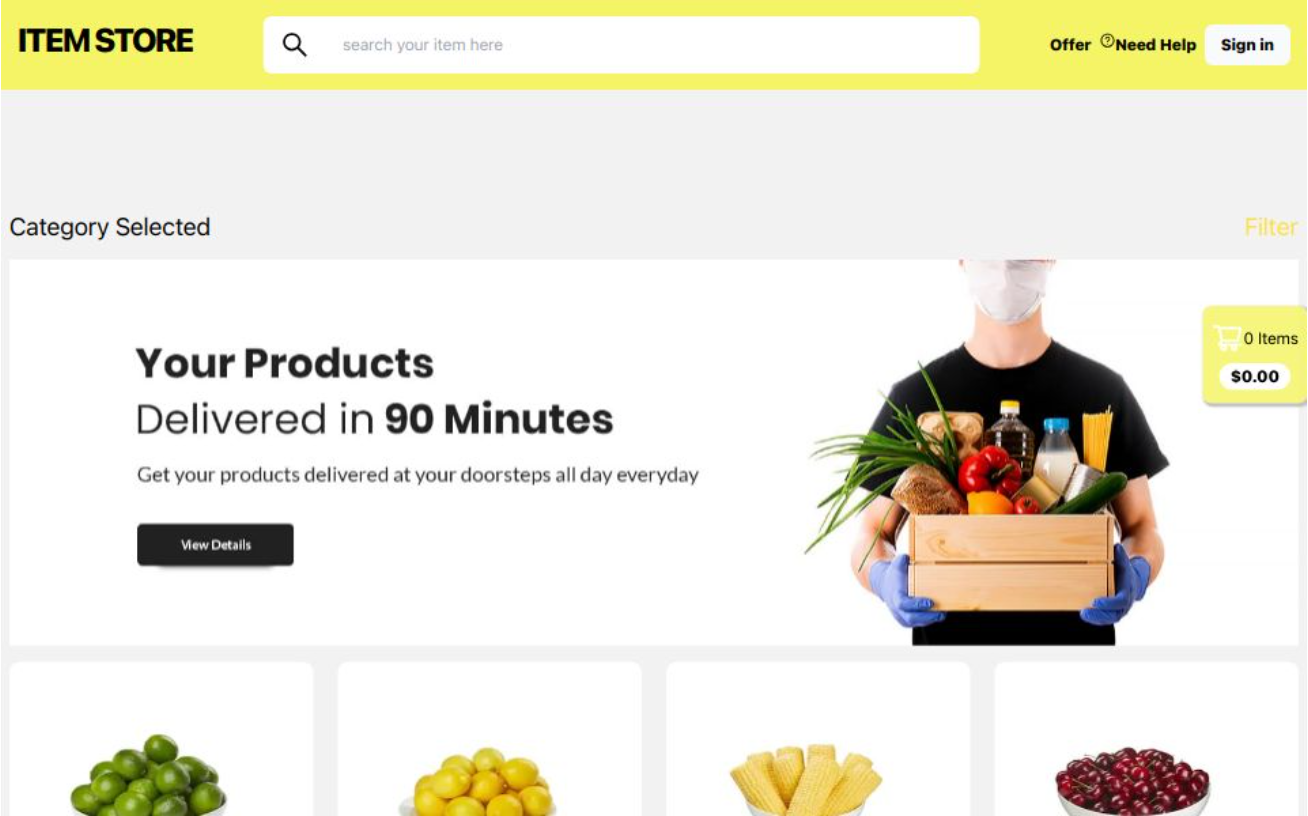 ITEM STORE
search your item here
Offer
?
Need Help
Sign in
Category Selected
Filter
Your Products
Delivered in 90 Minutes
Get your products delivered at your doorsteps all day everyday
View Details
0 Items
$0.00